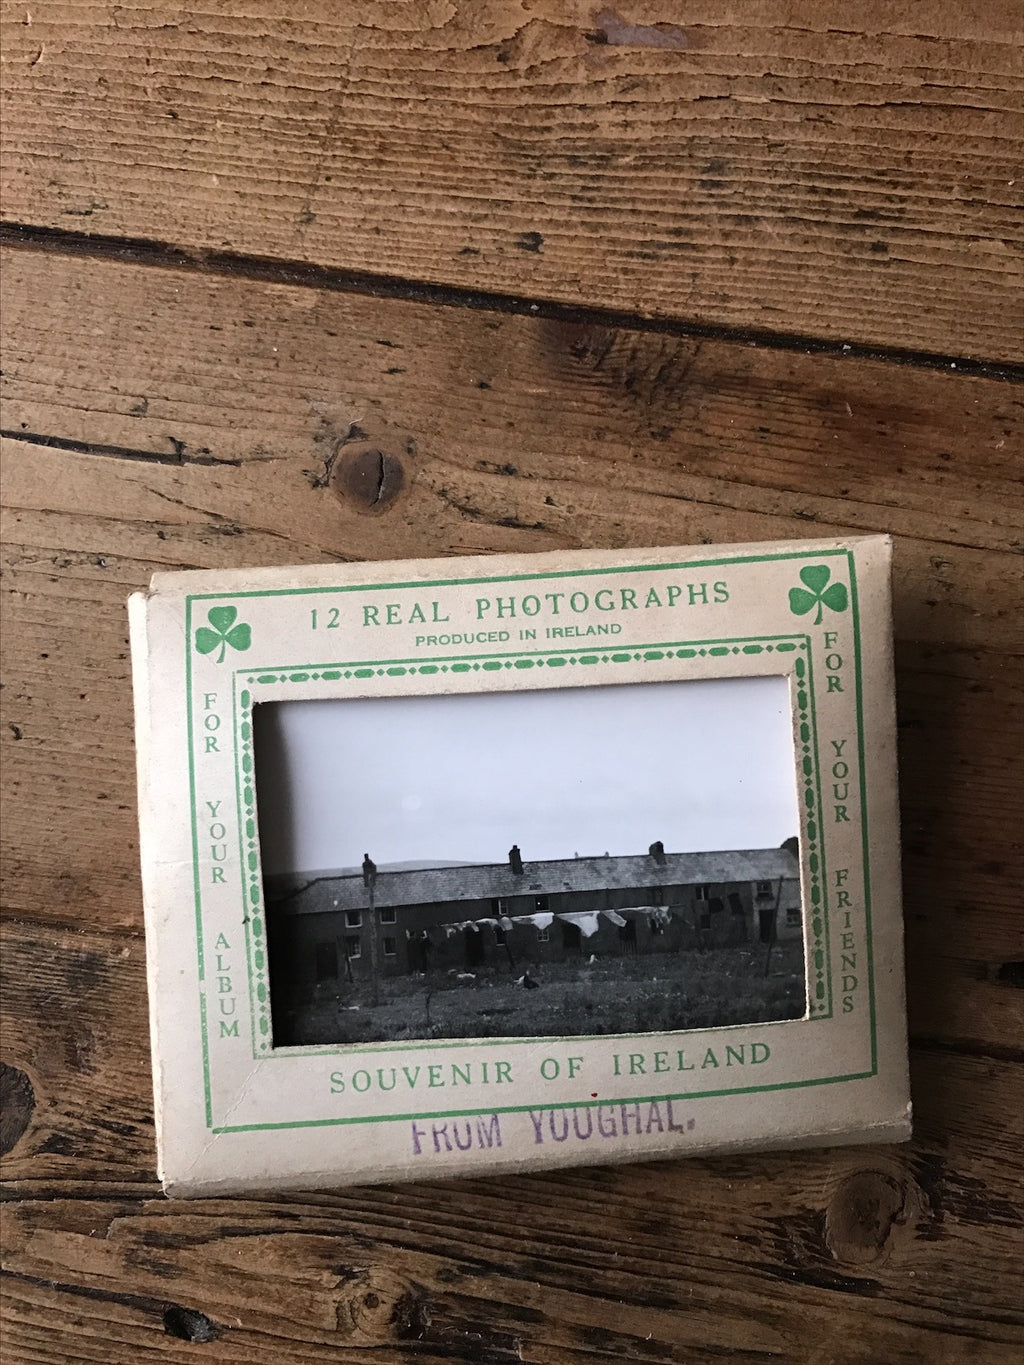 12 REAL PHOTOGRAPHS
PRODUCED IN IRELAND
FOR YOUR ALBUM
FOR YOUR FRIENDS
SOUVENIR OF IRELAND
FROM YOUGHAL.